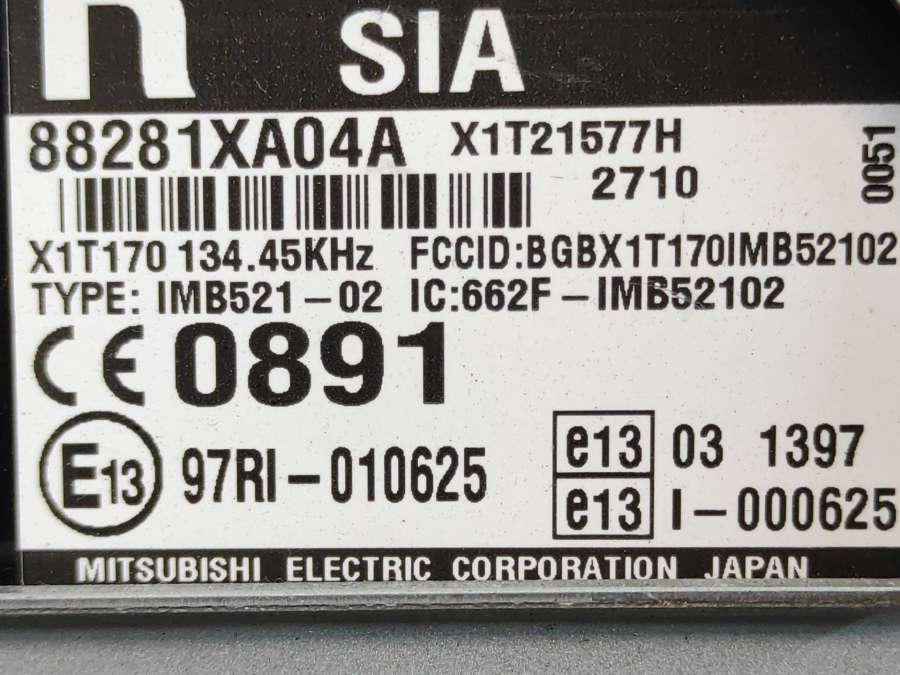 n SIA
88281XA04A X1T21577H
2710
0051
X1T170 134.45KHz FCCID:BGBX1T170IMB52102
TYPE: IMB521-02 IC:662F-IMB52102
CE 0891
E13 97RI-010625
e13 03 1397
e13 I-000625
MITSUBISHI ELECTRIC CORPORATION JAPAN